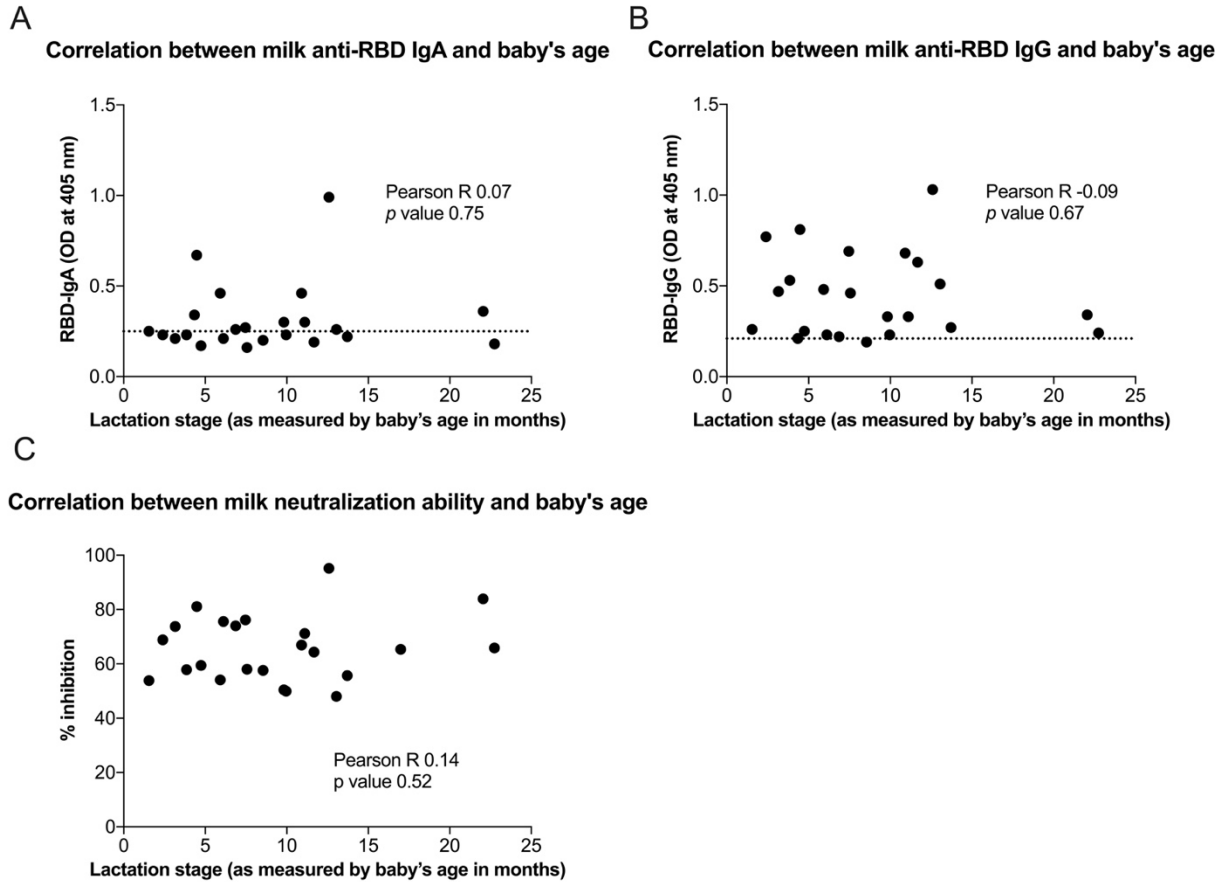 A
Correlation between milk anti-RBD IgA and baby's age
1.5
1.0
0.5
0.0
RBD-IgA (OD at 405 nm)
Pearson R 0.07
p value 0.75
0 5 10 15 20 25
Lactation stage (as measured by baby’s age in months)
B
Correlation between milk anti-RBD IgG and baby's age
1.5
1.0
0.5
0.0
RBD-IgG (OD at 405 nm)
Pearson R -0.09
p value 0.67
0 5 10 15 20 25
Lactation stage (as measured by baby’s age in months)
C
Correlation between milk neutralization ability and baby's age
100
80
60
40
20
0
% inhibition
Pearson R 0.14
p value 0.52
0 5 10 15 20 25
Lactation stage (as measured by baby’s age in months)